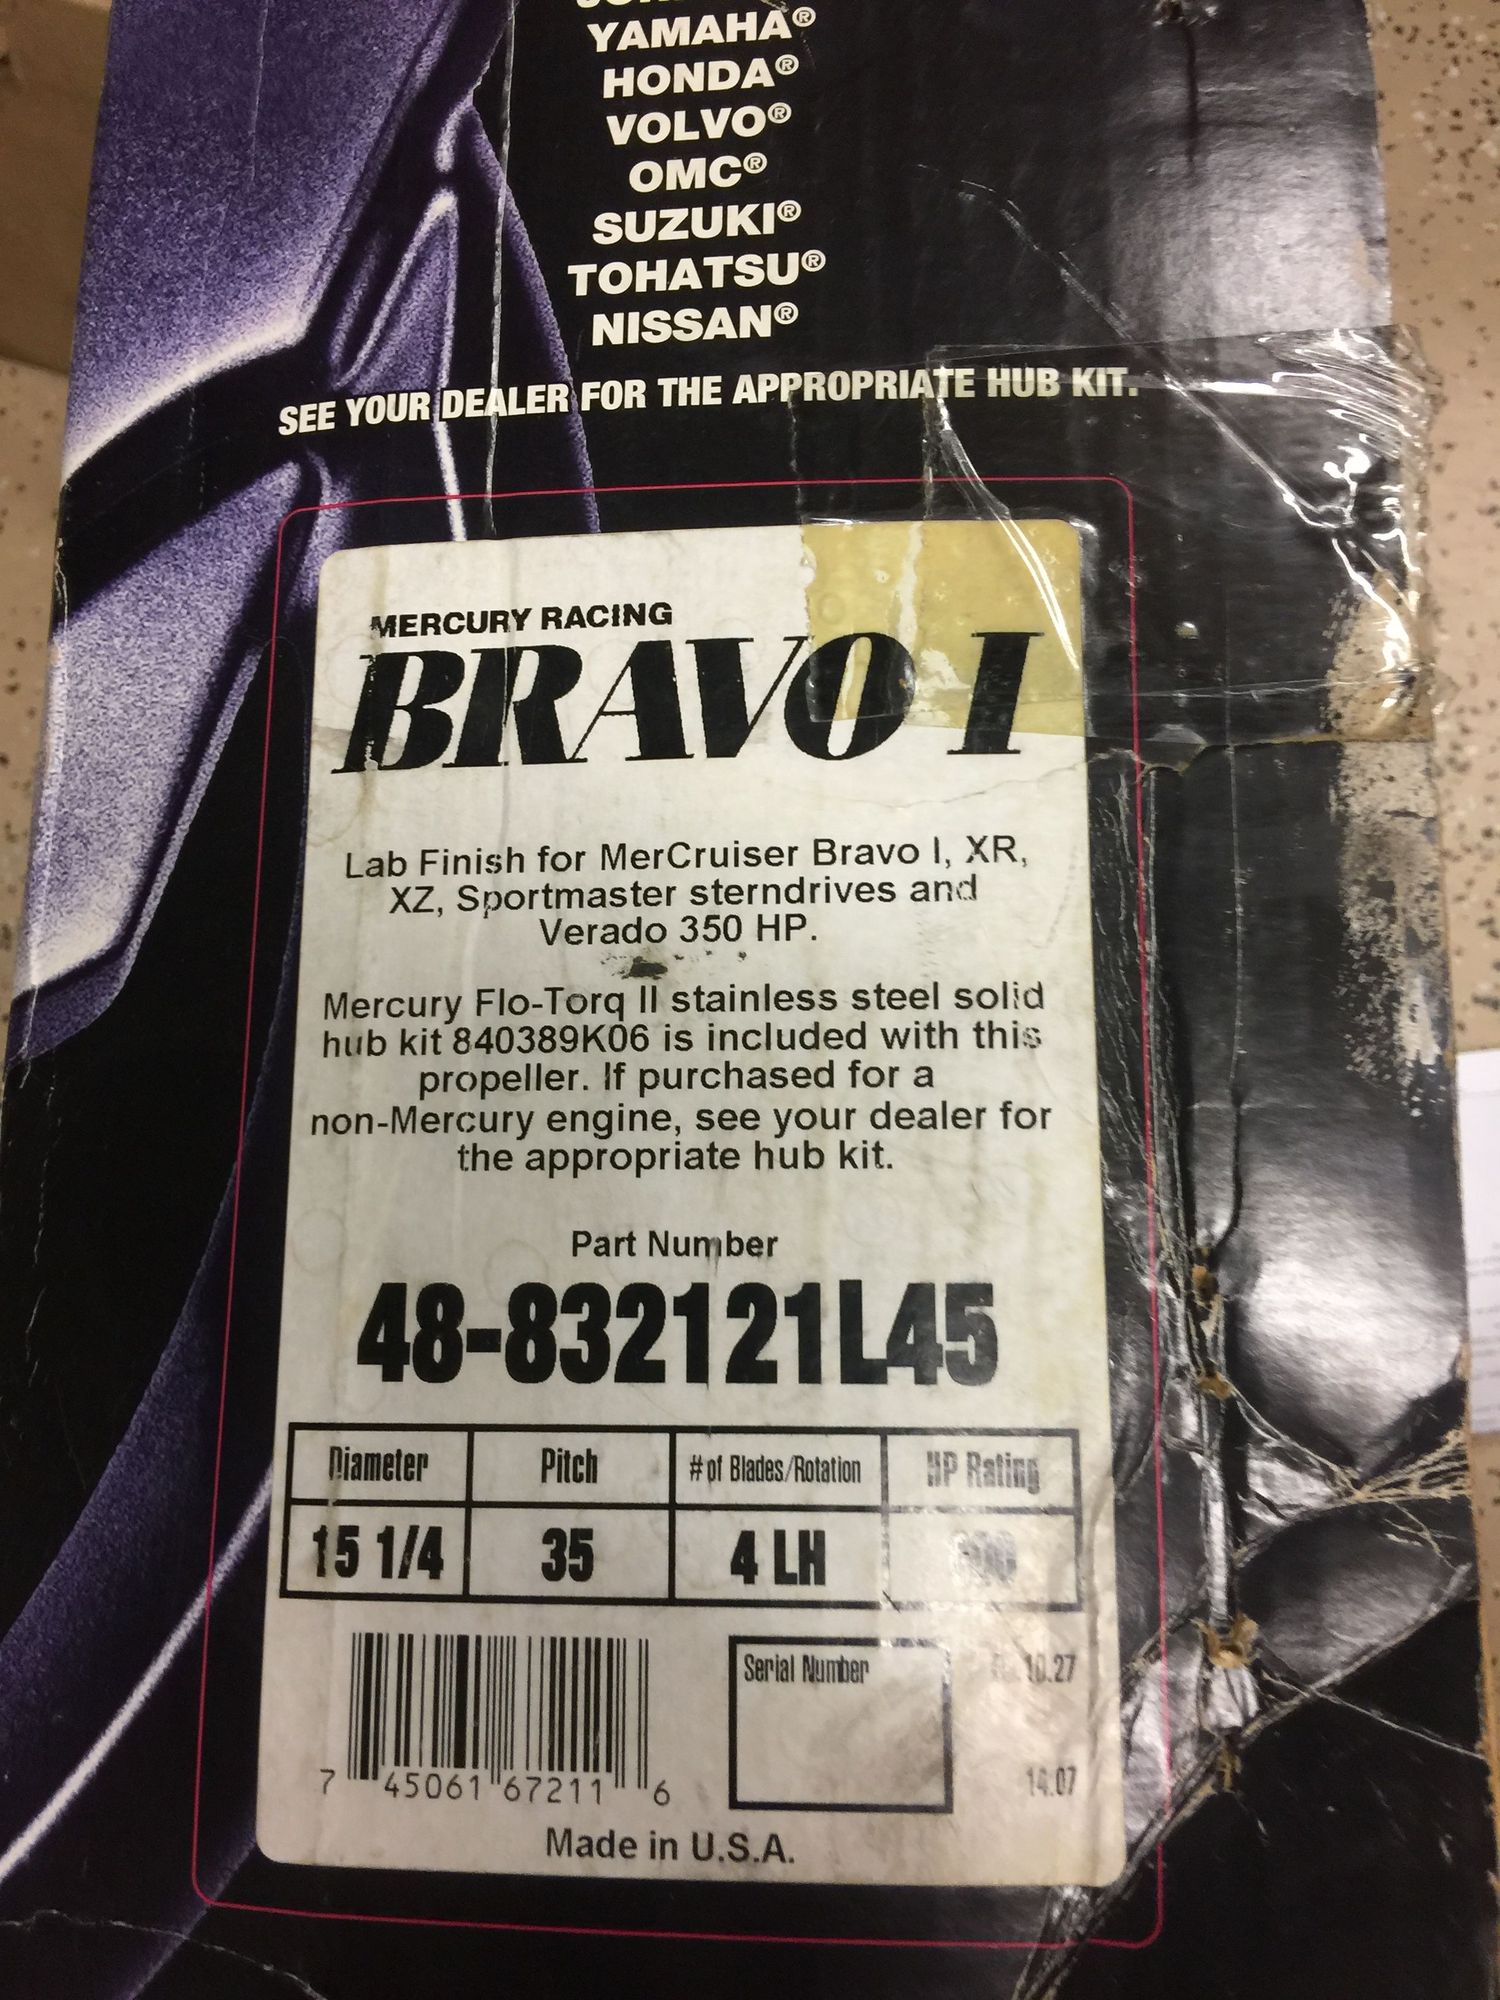 YAMAHA®
HONDA®
VOLVO®
OMC®
SUZUKI®
TOHATSU®
NISSAN®
SEE YOUR DEALER FOR THE APPROPRIATE HUB KIT.
MERCURY RACING
BRAVO I
Lab Finish for MerCruiser Bravo I, XR,
XZ, Sportmaster sterndrives and
Verado 350 HP.
Mercury Flo-Torq II stainless steel solid
hub kit 840389K06 is included with this
propeller. If purchased for a
non-Mercury engine, see your dealer for
the appropriate hub kit.
Part Number
48-832121L45
Diameter Pitch # of Blades/Rotation HP Rating
15 1/4 35 4 LH
Serial Number 10.27
14.07
7 45061 67211 6
Made in U.S.A.